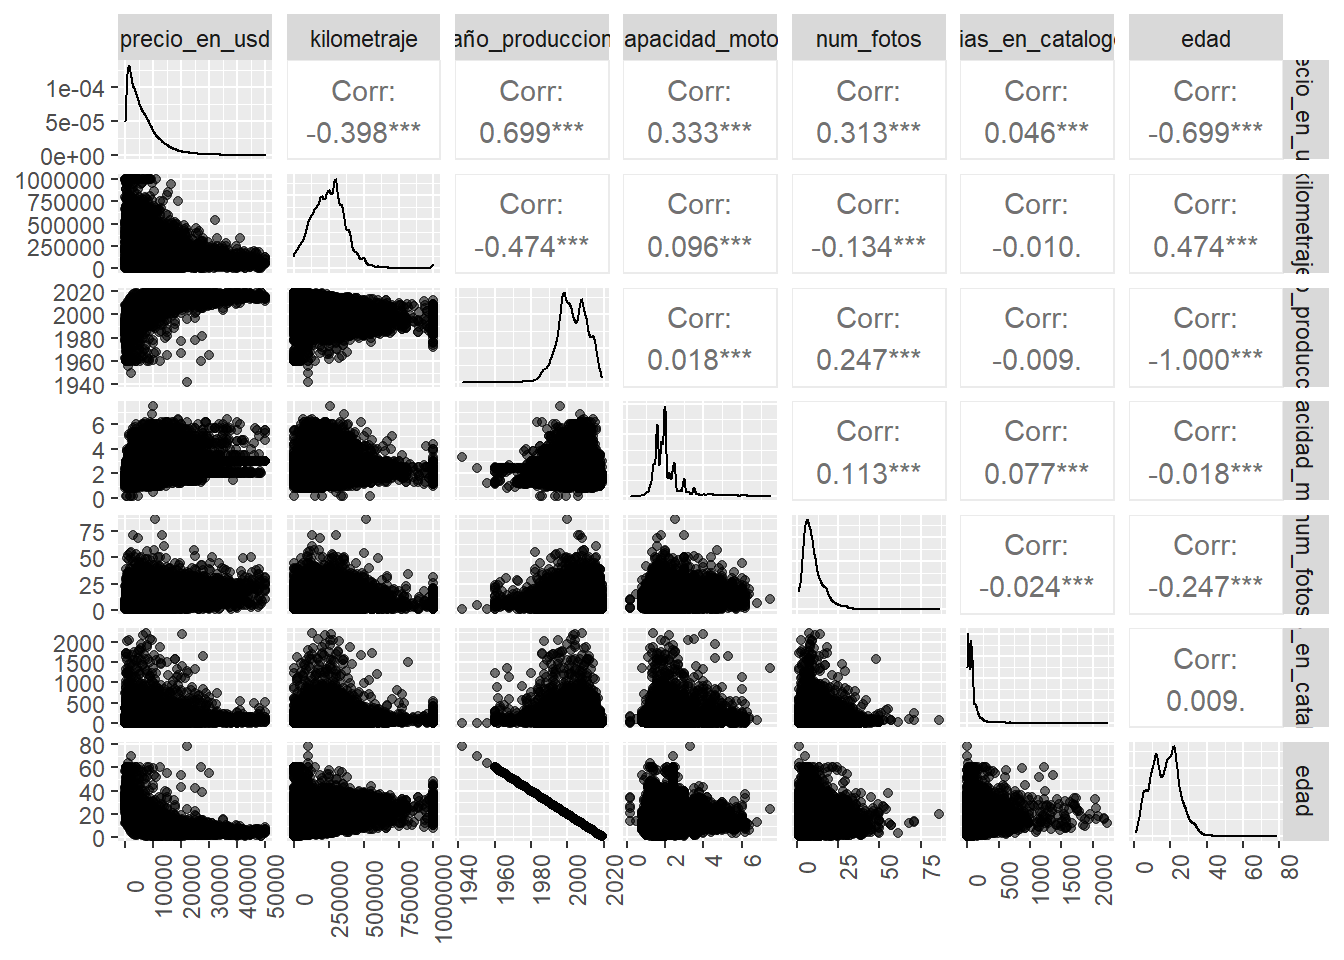 precio_en_usd kilometraje año_produccion apacidad_moto num_fotos ias_en_catalog edad
1e-04
5e-05
0e+00
Corr:
-0.398***
Corr:
0.699***
Corr:
0.333***
Corr:
0.313***
Corr:
0.046***
Corr:
-0.699***
ecio_en_u
1000000
750000
500000
250000
0
Corr:
-0.474***
Corr:
0.096***
Corr:
-0.134***
Corr:
-0.010.
Corr:
0.474***
kilometraje
2020
2000
1980
1960
1940
Corr:
0.018***
Corr:
0.247***
Corr:
-0.009.
Corr:
-1.000***
o_producc
6
4
2
0
Corr:
0.113***
Corr:
0.077***
Corr:
-0.018***
acidad_m
75
50
25
0
Corr:
-0.024***
Corr:
-0.247***
num_fotos
2000
1500
1000
500
0
Corr:
0.009.
_en_cata
80
60
40
20
0
edad
0 10000 20000 30000 40000 50000
0 250000 500000 750000 1000000
1940 1960 1980 2000 2020
0 2 4 6
0 25 50 75
0 500 1000 1500 2000
0 20 40 60 80